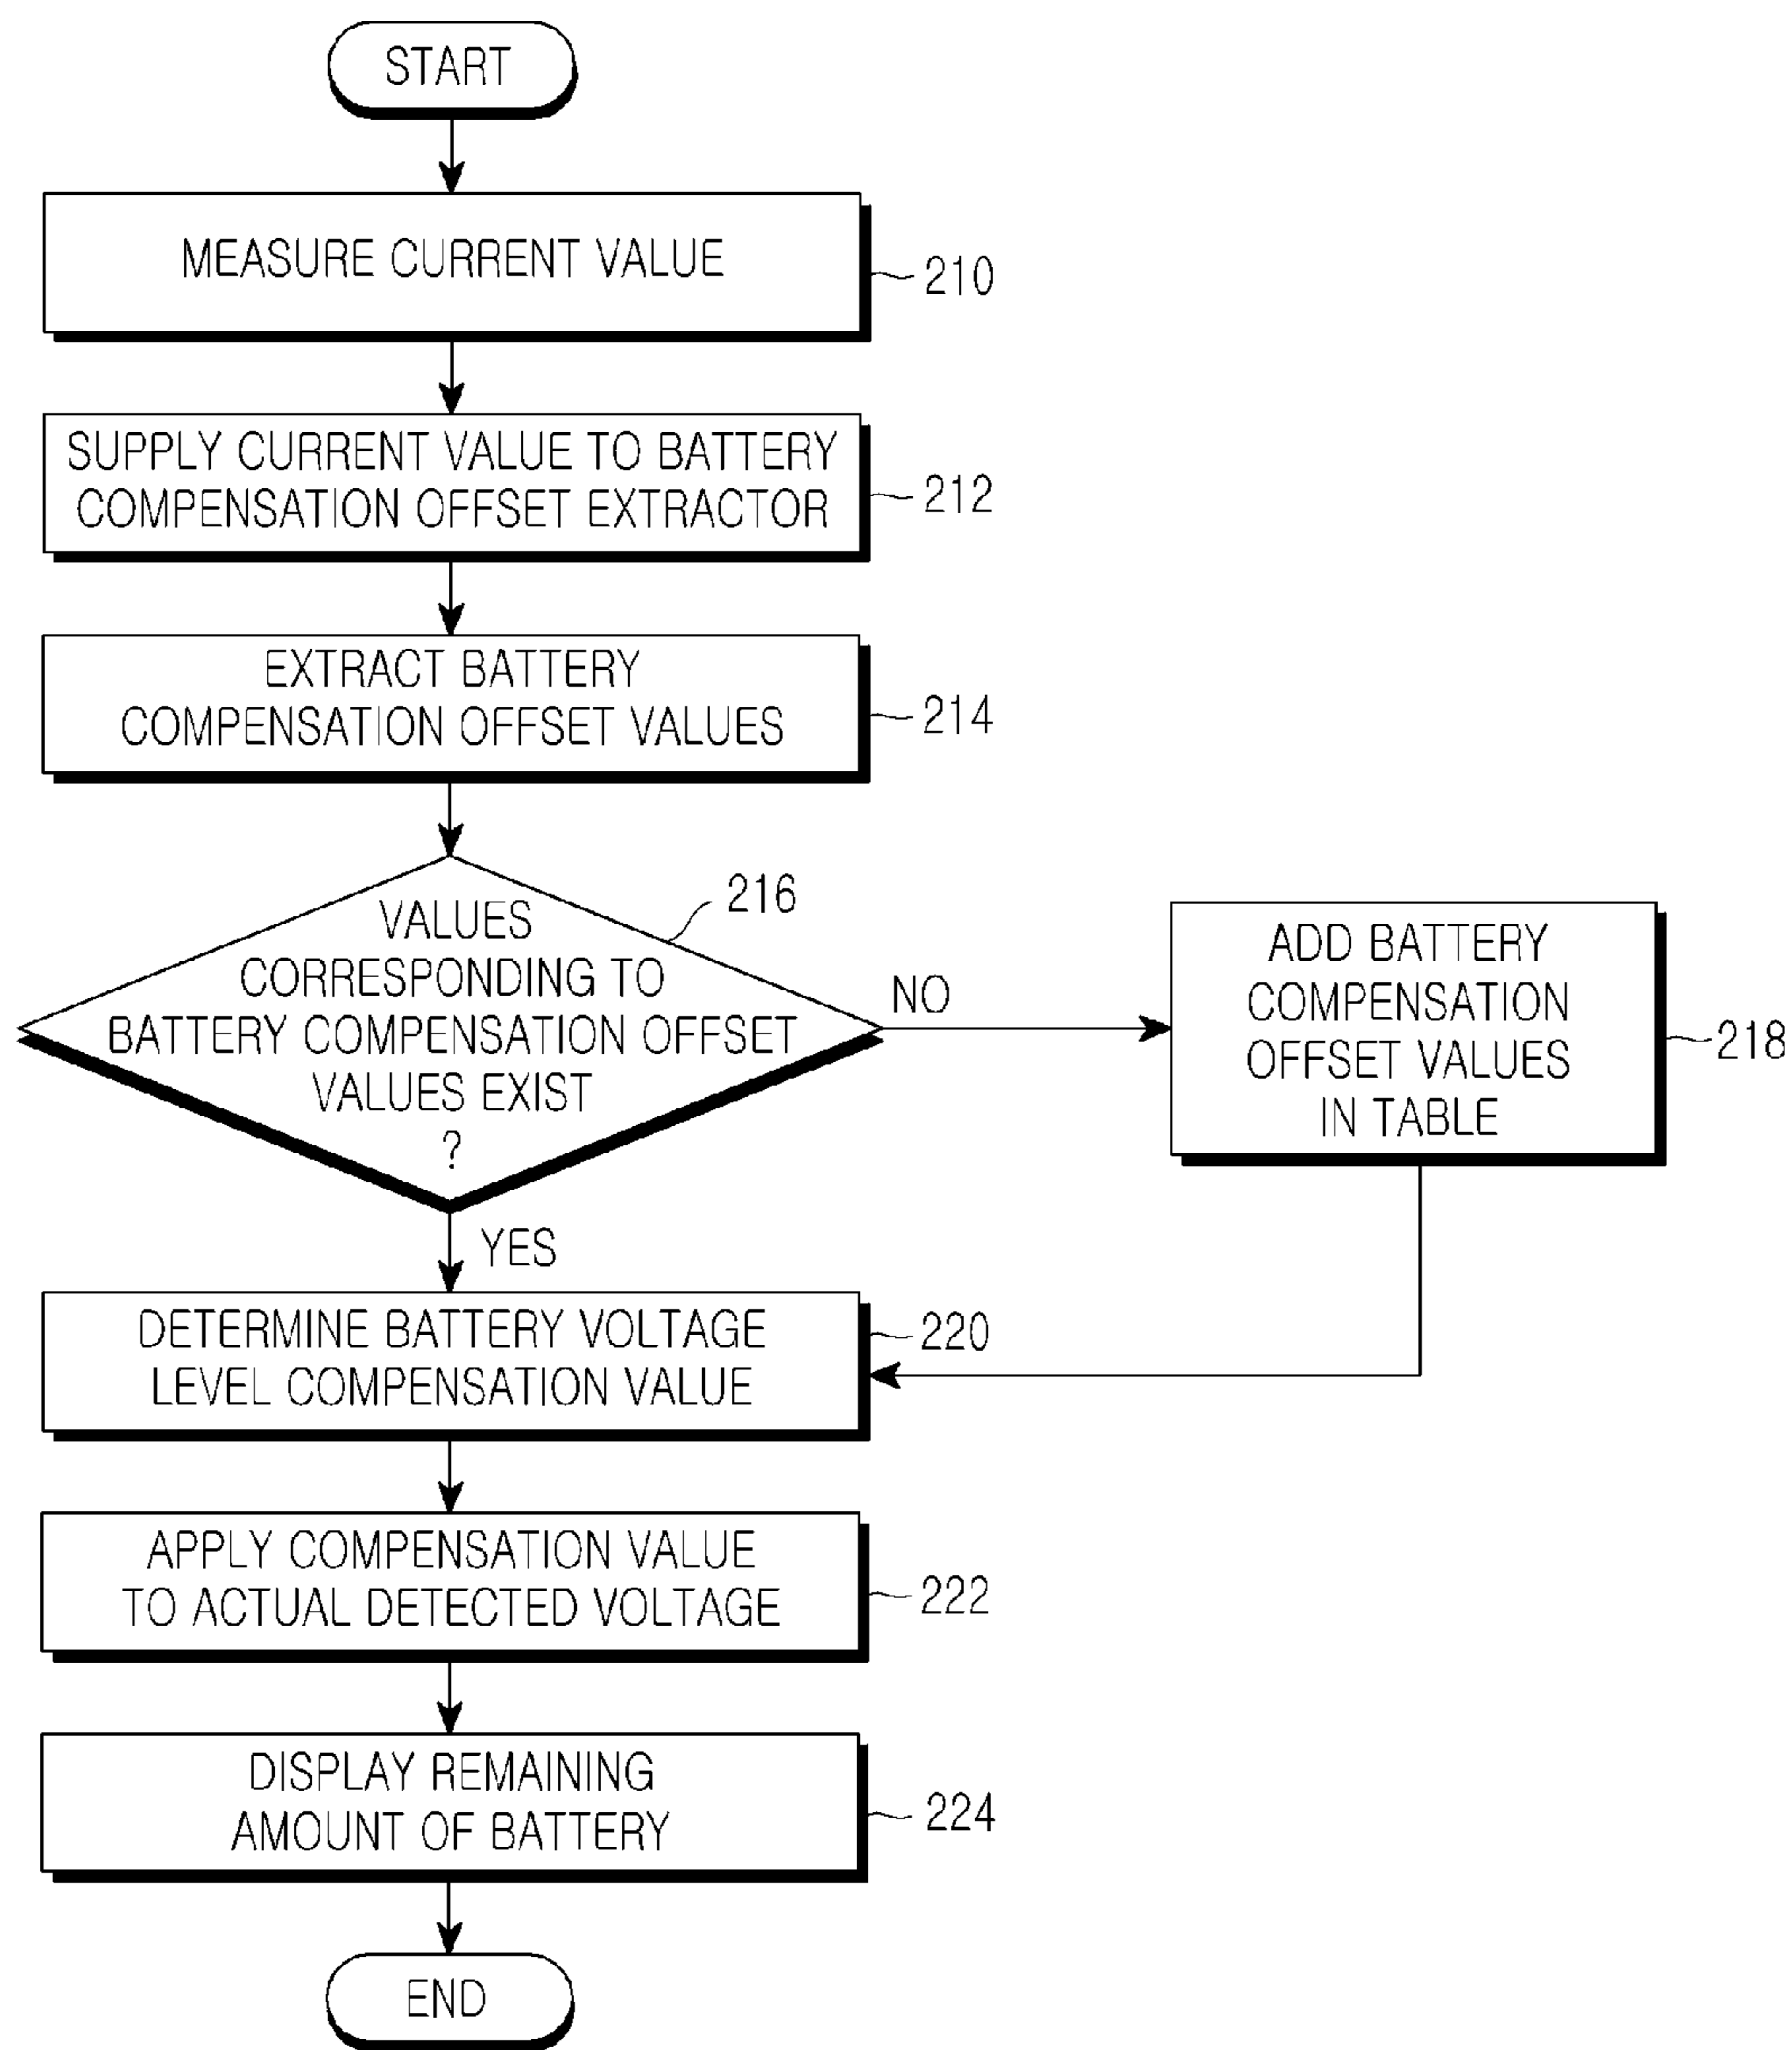 START
MEASURE CURRENT VALUE
210
SUPPLY CURRENT VALUE TO BATTERY
COMPENSATION OFFSET EXTRACTOR
212
EXTRACT BATTERY
COMPENSATION OFFSET VALUES
214
VALUES
CORRESPONDING TO
BATTERY COMPENSATION OFFSET
VALUES EXIST
?
216
NO
ADD BATTERY
COMPENSATION
OFFSET VALUES
IN TABLE
218
YES
DETERMINE BATTERY VOLTAGE
LEVEL COMPENSATION VALUE
220
APPLY COMPENSATION VALUE
TO ACTUAL DETECTED VOLTAGE
222
DISPLAY REMAINING
AMOUNT OF BATTERY
224
END